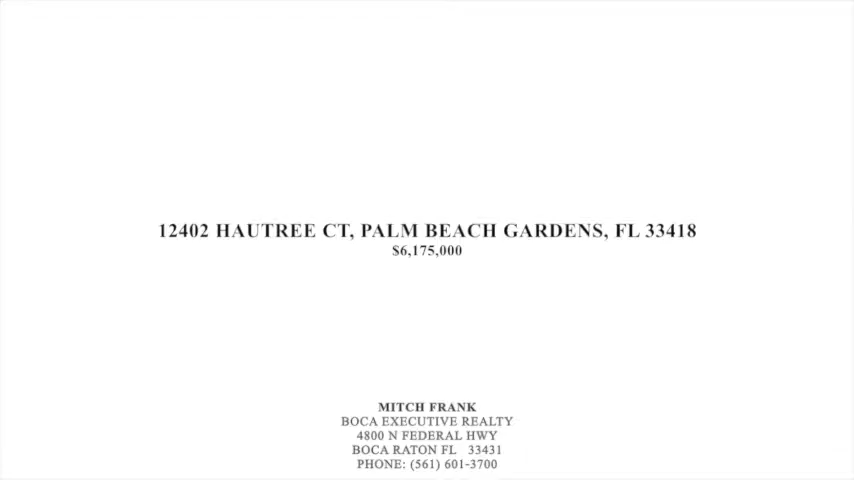 12402 HAUTREE CT, PALM BEACH GARDENS, FL 33418
$6,175,000
MITCH FRANK
BOCA EXECUTIVE REALTY
4800 N FEDERAL HWY
BOCA RATON FL 33431
PHONE: (561) 601-3700